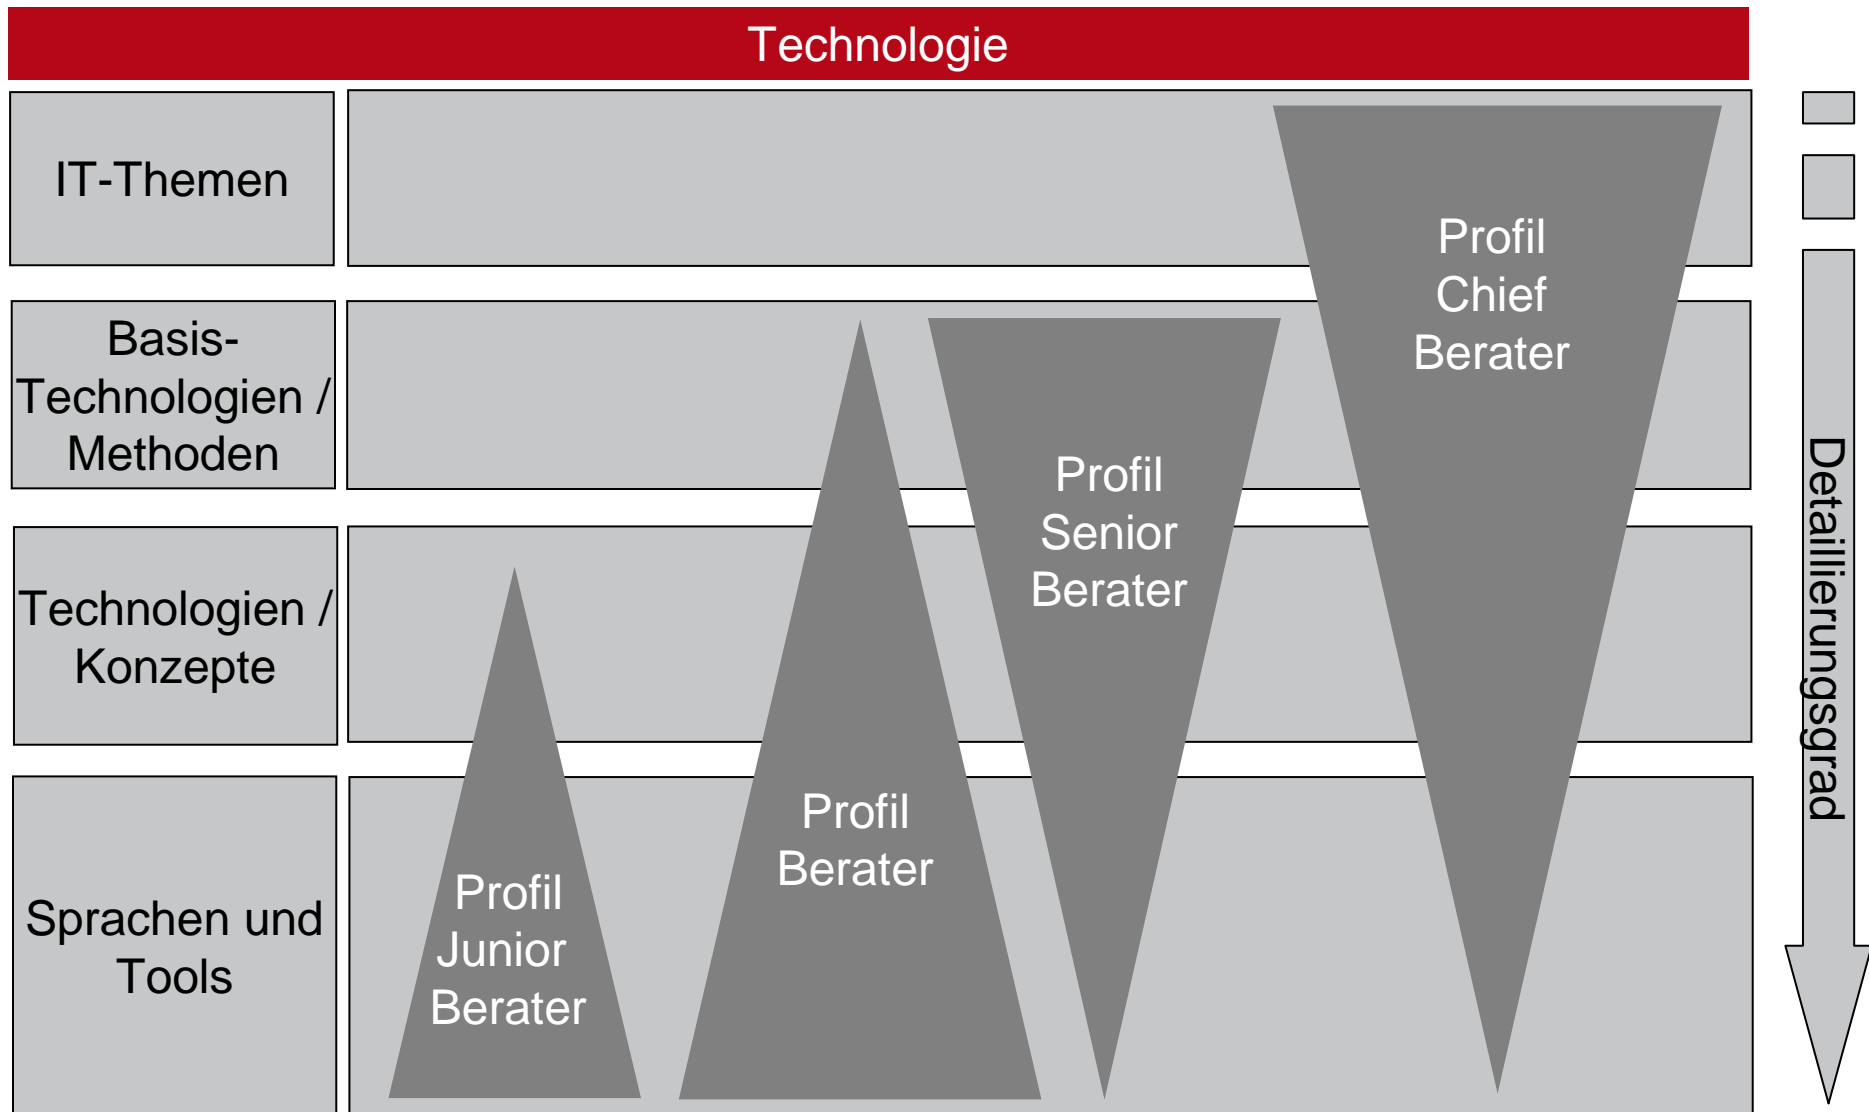 Technologie
IT-Themen
Basis-
Technologien /
Methoden
Technologien /
Konzepte
Sprachen und
Tools
Profil
Junior
Berater
Profil
Berater
Profil
Senior
Berater
Profil
Chief
Berater
Detaillierungsgrad